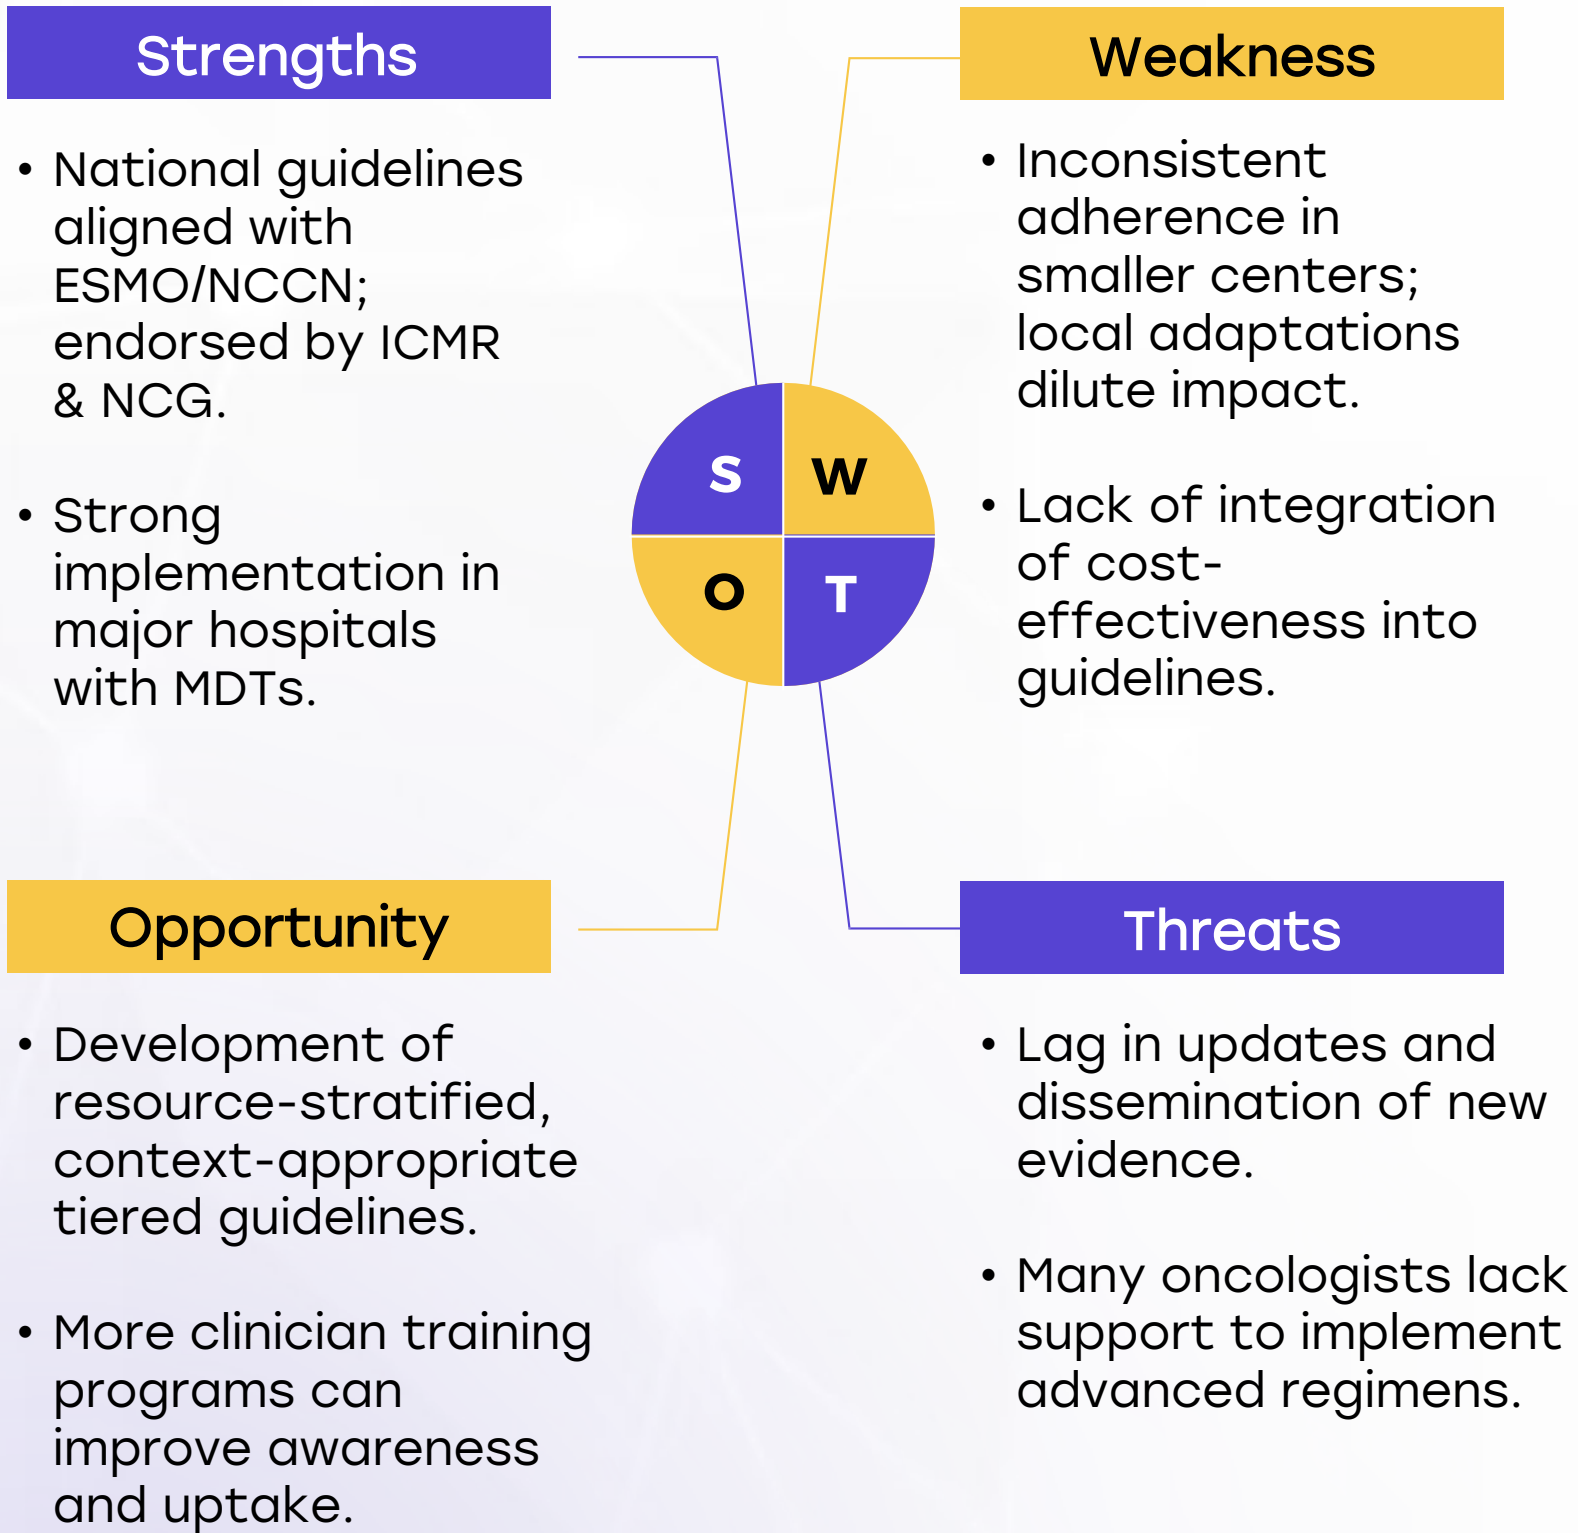 Strengths
• National guidelines
aligned with
ESMO/NCCN;
endorsed by ICMR
& NCG.
• Strong
implementation in
major hospitals
with MDTs.
Weakness
• Inconsistent
adherence in
smaller centers;
local adaptations
dilute impact.
• Lack of integration
of cost-
effectiveness into
guidelines.
S W
O T
Opportunity
• Development of
resource-stratified,
context-appropriate
tiered guidelines.
• More clinician training
programs can
improve awareness
and uptake.
Threats
• Lag in updates and
dissemination of new
evidence.
• Many oncologists lack
support to implement
advanced regimens.